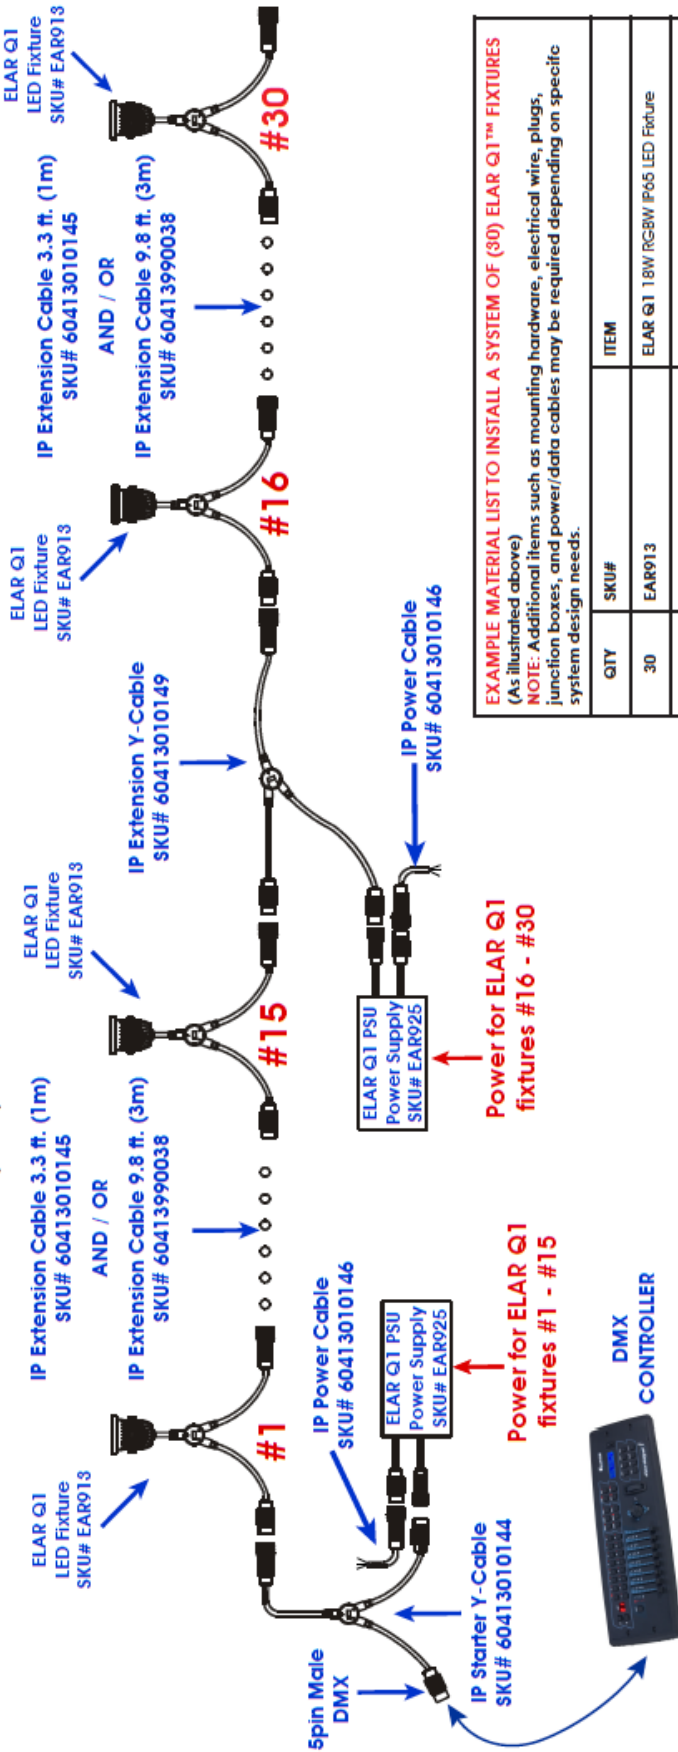 ELAR Q1
LED Fixture
SKU# EAR913
IP Extension Cable 3.3 ft. (1m)
SKU# 60413010145
AND / OR
IP Extension Cable 9.8 ft. (3m)
SKU# 60413990038
#1
ELAR Q1
LED Fixture
SKU# EAR913
#15
IP Extension Y-Cable
SKU# 60413010149
ELAR Q1
LED Fixture
SKU# EAR913
#16
IP Extension Cable 3.3 ft. (1m)
SKU# 60413010145
AND / OR
IP Extension Cable 9.8 ft. (3m)
SKU# 60413990038
ELAR Q1
LED Fixture
SKU# EAR913
#30
5pin Male
DMX
IP Power Cable
SKU# 60413010146
IP Starter Y-Cable
SKU# 60413010144
ELAR Q1 PSU
Power Supply
SKU# EAR925
Power for ELAR Q1
fixtures #1 - #15
DMX
CONTROLLER
ELAR Q1 PSU
Power Supply
SKU# EAR925
Power for ELAR Q1
fixtures #16 - #30
IP Power Cable
SKU# 60413010146
EXAMPLE MATERIAL LIST TO INSTALL A SYSTEM OF (30) ELAR Q1™ FIXTURES
(As illustrated above)
NOTE: Additional items such as mounting hardware, electrical wire, plugs,
junction boxes, and power/data cables may be required depending on specifc
system design needs.
QTY SKU# ITEM
30 EAR913 ELAR Q1 18W RGBW IP65 LED Fixture